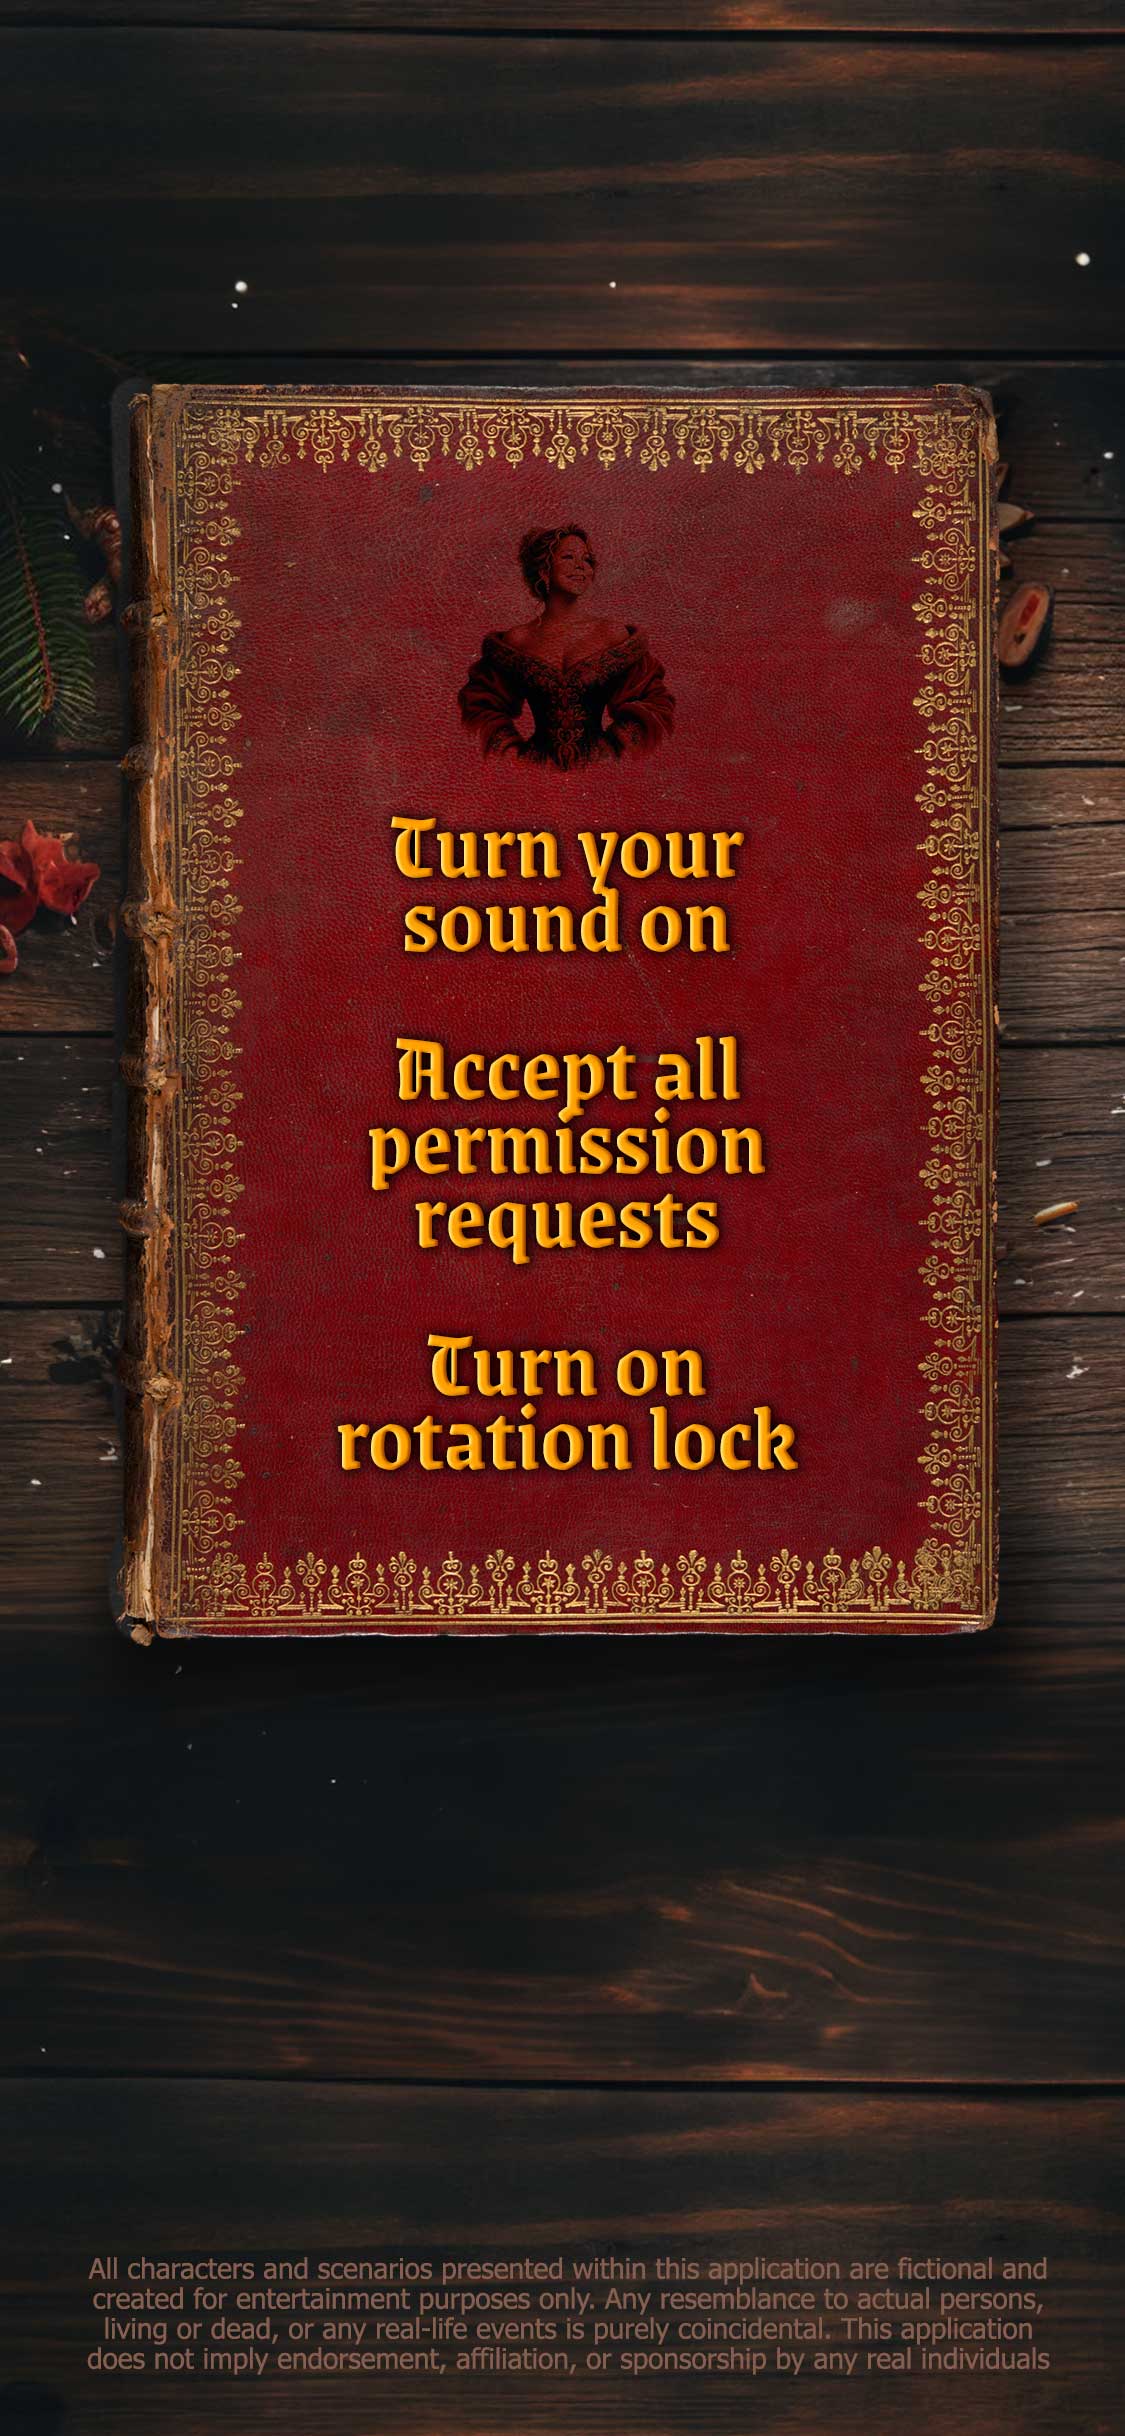 Turn your
sound on
Accept all
permission
requests
Turn on
rotation lock
All characters and scenarios presented within this application are fictional and
created for entertainment purposes only. Any resemblance to actual persons,
living or dead, or any real-life events is purely coincidental. This application
does not imply endorsement, affiliation, or sponsorship by any real individuals